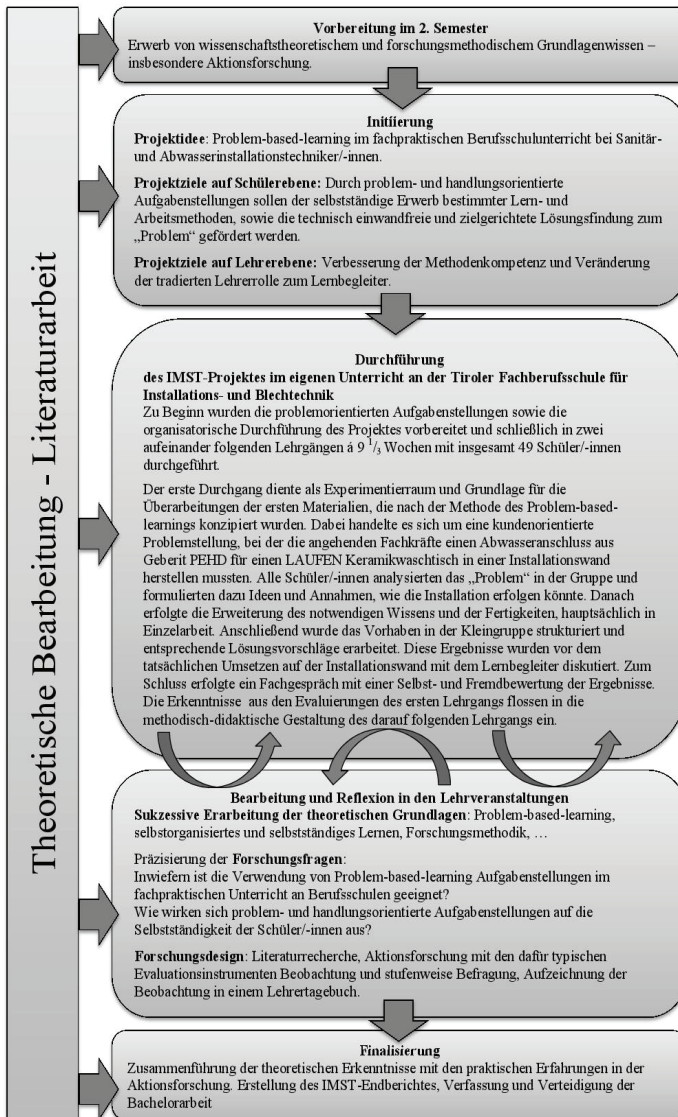 Theoretische Bearbeitung - Literaturarbeit
Vorbereitung im 2. Semester
Erwerb von wissenschaftstheoretischem und forschungsmethodischem Grundlagenwissen –
insbesondere Aktionsforschung.
Initiierung
Projektidee: Problem-based-learning im fachpraktischen Berufsschulunterricht bei Sanitär-
und Abwasserinstallationstechniker/-innen.
Projektziele auf Schülerebene: Durch problem- und handlungsorientierte
Aufgabenstellungen sollen der selbstständige Erwerb bestimmter Lern- und
Arbeitsmethoden, sowie die technisch einwandfreie und zielgerichtete Lösungsfindung zum
„Problem“ gefördert werden.
Projektziele auf Lehrerebene: Verbesserung der Methodenkompetenz und Veränderung
der tradierten Lehrerrolle zum Lernbegleiter.
Durchführung
des IMST-Projektes im eigenen Unterricht an der Tiroler Fachberufsschule für
Installations- und Blechtechnik
Zu Beginn wurden die problemorientierten Aufgabenstellungen sowie die
organisatorische Durchführung des Projektes vorbereitet und schließlich in zwei
aufeinander folgenden Lehrgängen á 9 1/3 Wochen mit insgesamt 49 Schüler/-innen
durchgeführt.
Der erste Durchgang diente als Experimentierraum und Grundlage für die
Überarbeitungen der ersten Materialien, die nach der Methode des Problem-based-
learnings konzipiert wurden. Dabei handelte es sich um eine kundenorientierte
Problemstellung, bei der die angehenden Fachkräfte einen Abwasseranschluss aus
Geberit PEHD für einen LAUFEN Keramikwaschtisch in einer Installationswand
herstellen mussten. Alle Schüler/-innen analysierten das „Problem“ in der Gruppe und
formulierten dazu Ideen und Annahmen, wie die Installation erfolgen könnte. Danach
erfolgte die Erweiterung des notwendigen Wissens und der Fertigkeiten, hauptsächlich in
Einzelarbeit. Anschließend wurde das Vorhaben in der Kleingruppe strukturiert und
entsprechende Lösungsvorschläge erarbeitet. Diese Ergebnisse wurden vor dem
tatsächlichen Umsetzen auf der Installationswand mit dem Lernbegleiter diskutiert. Zum
Schluss erfolgte ein Fachgespräch mit einer Selbst- und Fremdbewertung der Ergebnisse.
Die Erkenntnisse aus den Evaluierungen des ersten Lehrgangs flossen in die
methodisch-didaktische Gestaltung des darauf folgenden Lehrgangs ein.
Bearbeitung und Reflexion in den Lehrveranstaltungen
Sukzessive Erarbeitung der theoretischen Grundlagen: Problem-based-learning,
selbstorganisiertes und selbstständiges Lernen, Forschungsmethodik, …
Präzisierung der Forschungsfragen:
Inwiefern ist die Verwendung von Problem-based-learning Aufgabenstellungen im
fachpraktischen Unterricht an Berufsschulen geeignet?
Wie wirken sich problem- und handlungsorientierte Aufgabenstellungen auf die
Selbstständigkeit der Schüler/-innen aus?
Forschungsdesign: Literaturrecherche, Aktionsforschung mit den dafür typischen
Evaluationsinstrumenten Beobachtung und stufenweise Befragung, Aufzeichnung der
Beobachtung in einem Lehrertagebuch.
Finalisierung
Zusammenführung der theoretischen Erkenntnisse mit den praktischen Erfahrungen in der
Aktionsforschung. Erstellung des IMST-Endberichtes, Verfassung und Verteidigung der
Bachelorarbeit